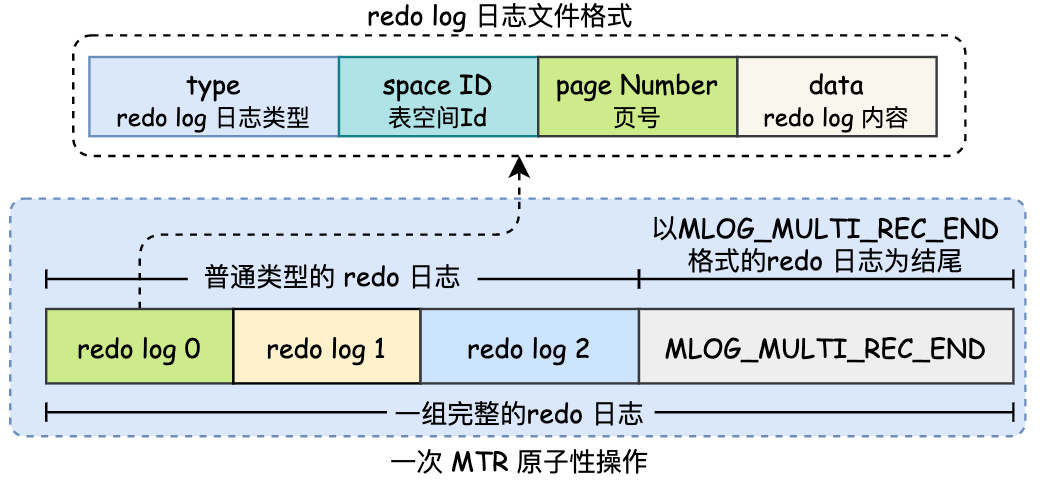 redo log 日志文件格式
type
redo log 日志类型
space ID
表空间Id
page Number
页号
data
redo log 内容
以MLOG_MULTI_REC_END
格式的redo 日志为结尾
普通类型的 redo 日志
redo log 0
redo log 1
redo log 2
MLOG_MULTI_REC_END
一组完整的redo 日志
一次 MTR 原子性操作